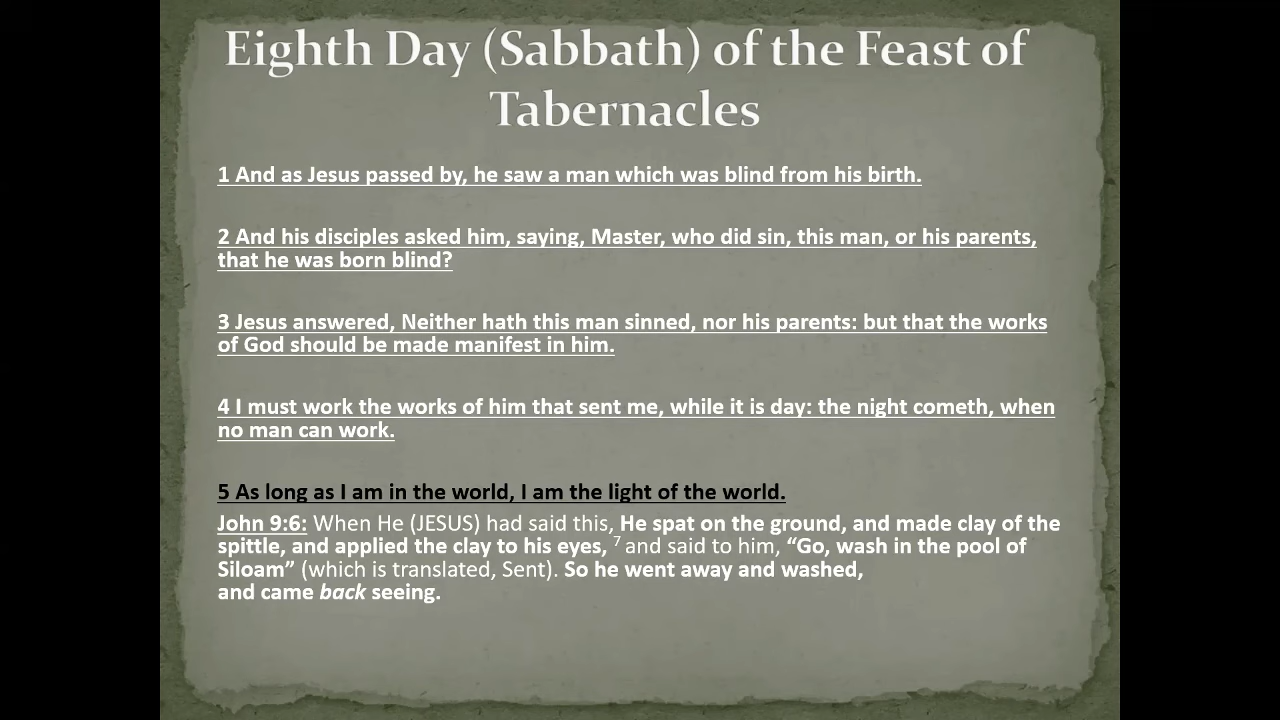 Eighth Day (Sabbath) of the Feast of
Tabernacles
1 And as Jesus passed by, he saw a man which was blind from his birth.
2 And his disciples asked him, saying, Master, who did sin, this man, or his parents,
that he was born blind?
3 Jesus answered, Neither hath this man sinned, nor his parents: but that the works
of God should be made manifest in him.
4 I must work the works of him that sent me, while it is day: the night cometh, when
no man can work.
5 As long as I am in the world, I am the light of the world.
John 9:6: When He (JESUS) had said this, He spat on the ground, and made clay of the
spittle, and applied the clay to his eyes, 7 and said to him, “Go, wash in the pool of
Siloam” (which is translated, Sent). So he went away and washed,
and came back seeing.